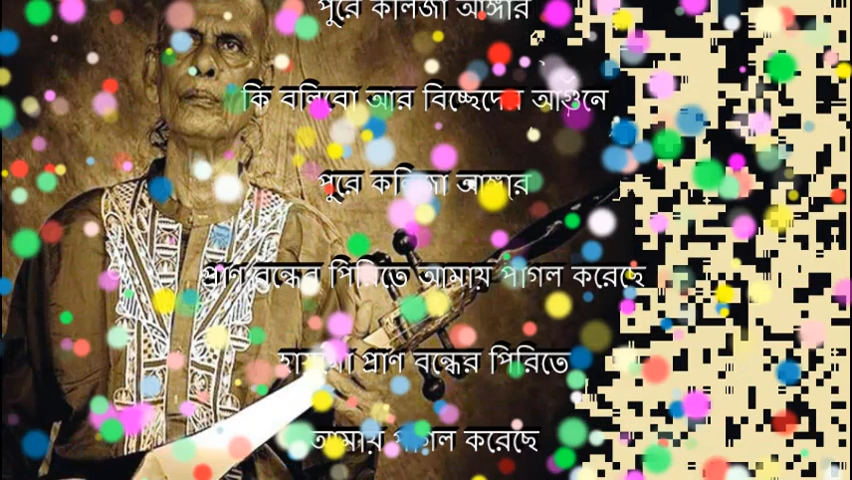 পুরে কলিজা আঙ্গার
কি বলিবো আর বিচ্ছেদের আগুনে
পুরে কলিজা আঙ্গার
প্রাণ বন্ধের পিরিতে আমায় পাগল করেছে
হায়গো প্রাণ বন্ধের পিরিতে
আমায় পাগল করেছে